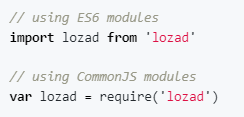 // using ES6 modules
import lozad from 'lozad'
// using CommonJS modules
var lozad = require('lozad')